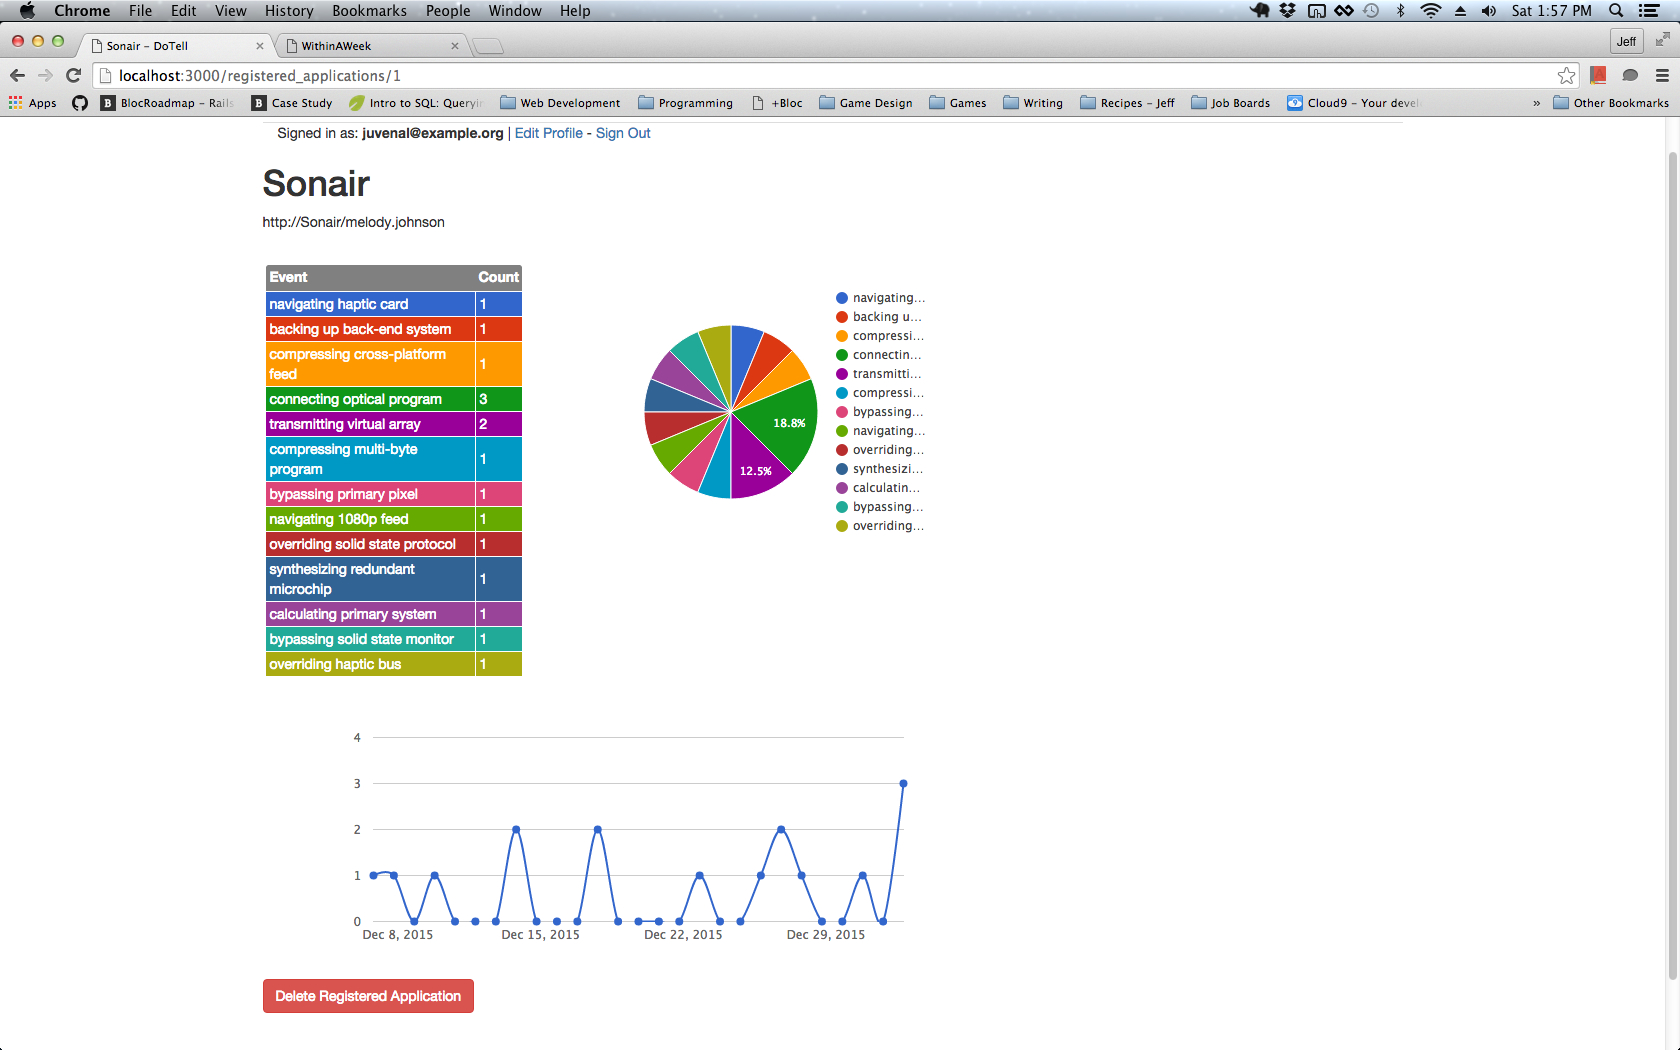 Chrome File Edit View History Bookmarks People Window Help Sat 1:57 PM
Sonair – DoTell WithinAWeek Jeff
localhost:3000/registered_applications/1
Apps BlocRoadmap – Rails Case Study Intro to SQL: Queryin Web Development Programming +Bloc Game Design Games Writing Recipes – Jeff Job Boards Cloud9 – Your devel » Other Bookmarks
Signed in as: juvenal@example.org | Edit Profile - Sign Out
Sonair
http://Sonair/melody.johnson
Event Count
navigating haptic card 1
backing up back-end system 1
compressing cross-platform
feed 1
connecting optical program 3
transmitting virtual array 2
compressing multi-byte
program 1
bypassing primary pixel 1
navigating 1080p feed 1
overriding solid state protocol 1
synthesizing redundant
microchip 1
calculating primary system 1
bypassing solid state monitor 1
overriding haptic bus 1
18.8%
12.5%
navigating...
backing u...
compressi...
connectin...
transmitti...
compressi...
bypassing...
navigating...
overriding...
synthesizi...
calculatin...
bypassing...
overriding...
4
3
2
1
0
Dec 8, 2015 Dec 15, 2015 Dec 22, 2015 Dec 29, 2015
Delete Registered Application